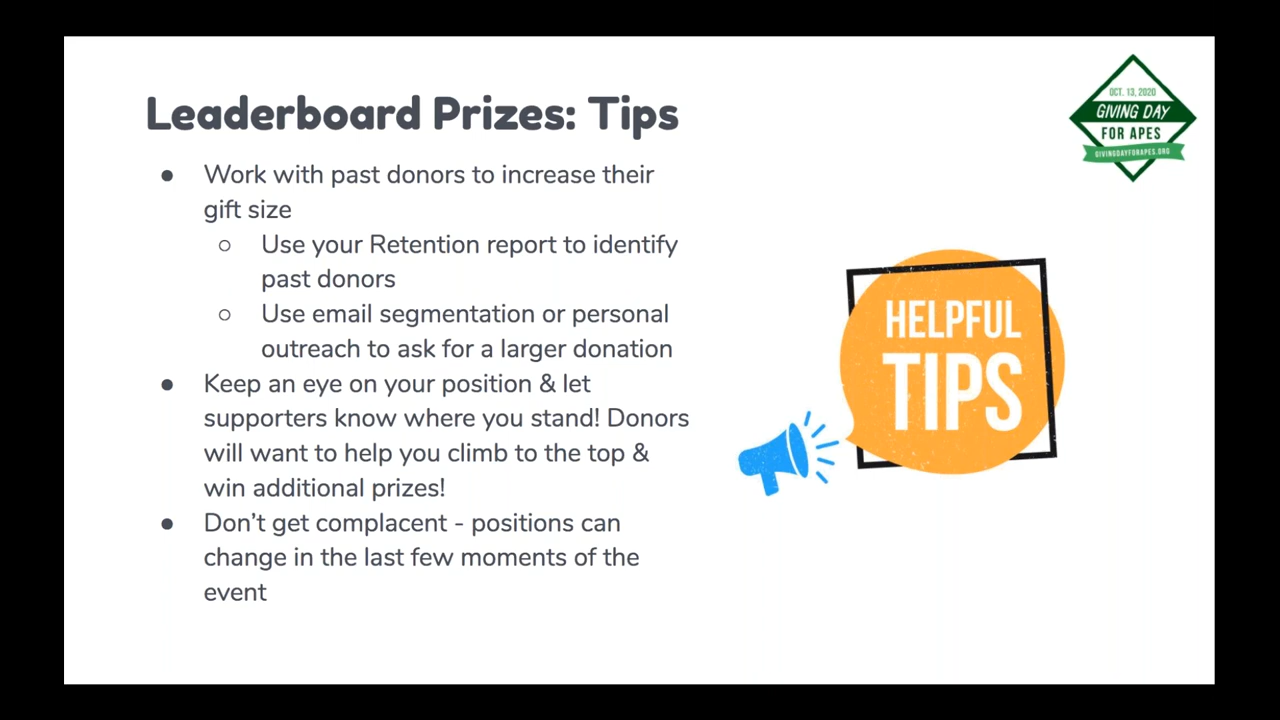 Leaderboard Prizes: Tips
● Work with past donors to increase their
gift size
○ Use your Retention report to identify
past donors
○ Use email segmentation or personal
outreach to ask for a larger donation
● Keep an eye on your position & let
supporters know where you stand! Donors
will want to help you climb to the top &
win additional prizes!
● Don’t get complacent - positions can
change in the last few moments of the
event
OCT. 13, 2020
GIVING DAY
FOR APES
GIVINGDAYFORAPES.ORG
HELPFUL
TIPS